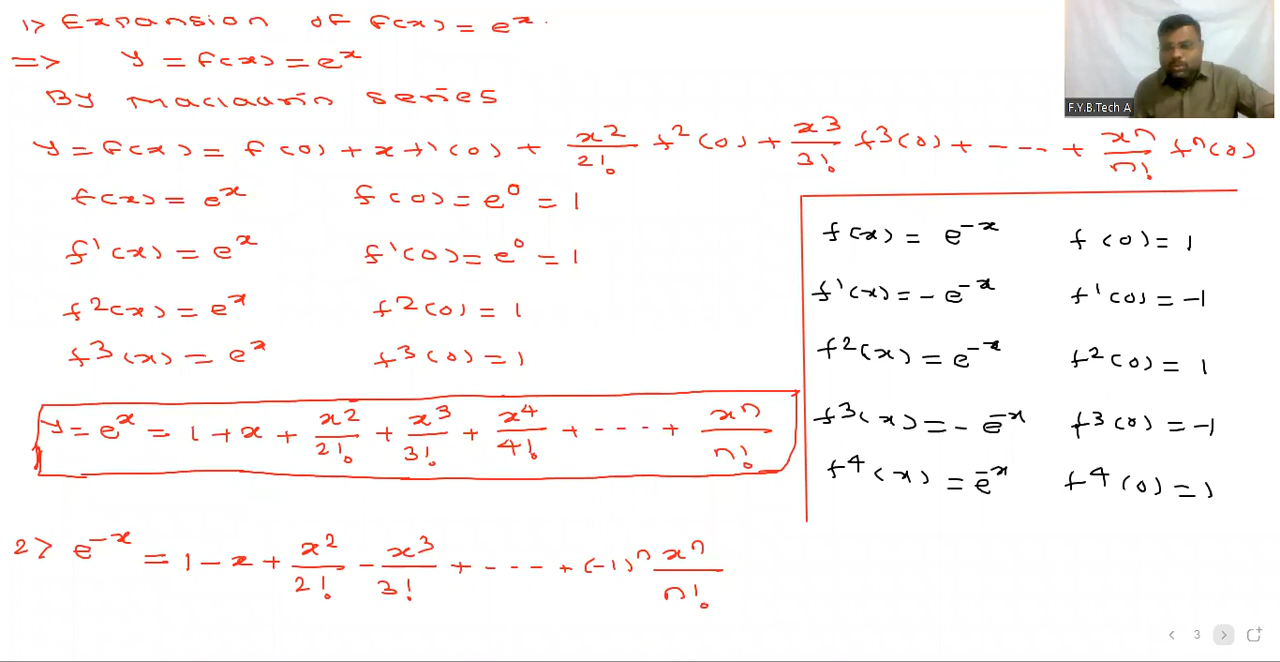 1> Expansion of f(x) = e^x.
=> y = f(x) = e^x
By Maclaurin series
y = f(x) = f(0) + x f'(0) + x^2/2! f^2(0) + x^3/3! f^3(0) + ---- + x^n/n! f^n(0)
f(x) = e^x f(0) = e^0 = 1
f'(x) = e^x f'(0) = e^0 = 1
f^2(x) = e^x f^2(0) = 1
f^3(x) = e^x f^3(0) = 1
y = e^x = 1 + x + x^2/2! + x^3/3! + x^4/4! + ---- + x^n/n!
2> e^-x = 1 - x + x^2/2! - x^3/3! + ---- + (-1)^n x^n/n!
f(x) = e^-x f(0) = 1
f'(x) = - e^-x f'(0) = -1
f^2(x) = e^-x f^2(0) = 1
f^3(x) = - e^-x f^3(0) = -1
f^4(x) = e^-x f^4(0) = 1
F.Y.B.Tech A
< 3 >